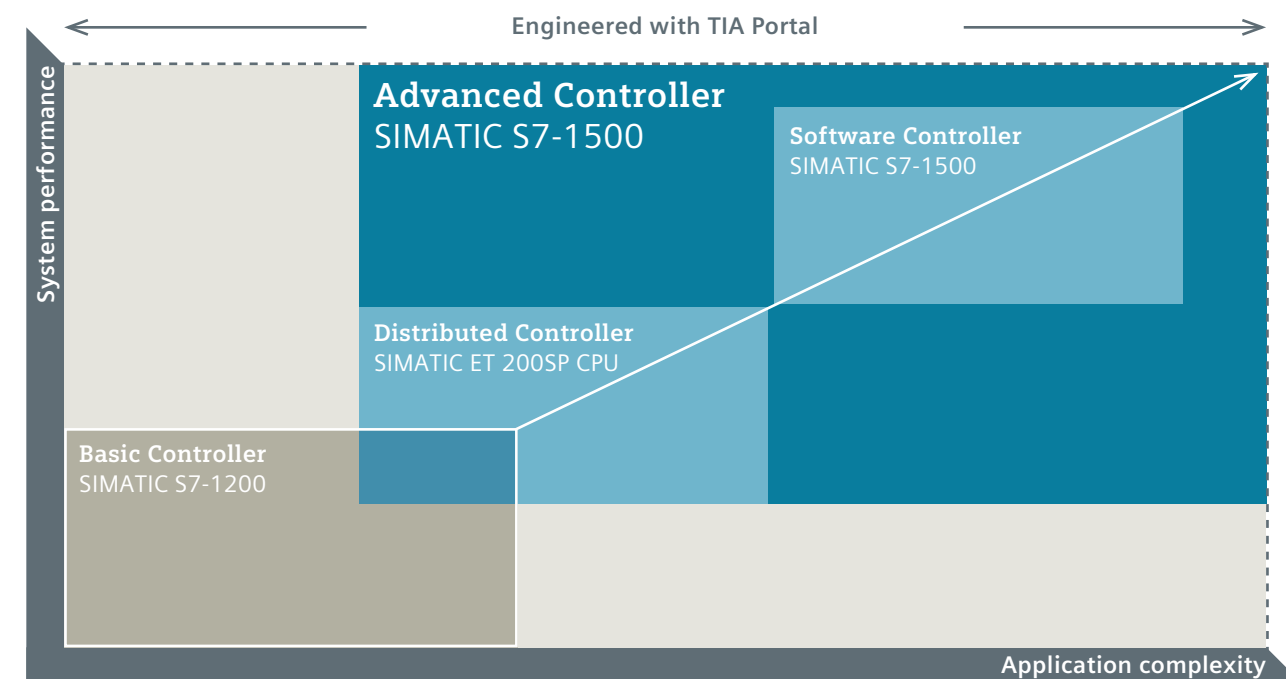 Engineered with TIA Portal
System performance
Advanced Controller
SIMATIC S7-1500
Software Controller
SIMATIC S7-1500
Distributed Controller
SIMATIC ET 200SP CPU
Basic Controller
SIMATIC S7-1200
Application complexity